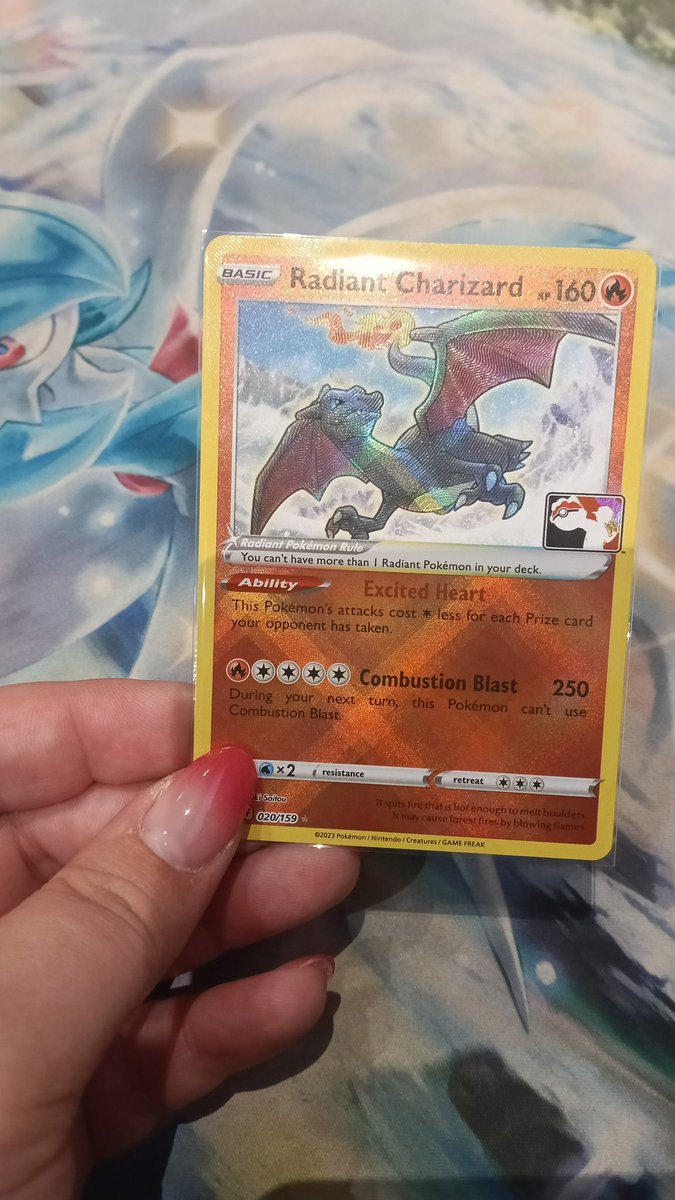 BASIC Radiant Charizard HP 160
Radiant Pokémon Rule
You can't have more than 1 Radiant Pokémon in your deck.
Ability Excited Heart
This Pokémon's attacks cost less for each Prize card
your opponent has taken.
Combustion Blast 250
During your next turn, this Pokémon can't use
Combustion Blast.
×2 resistance retreat
Saitou
It spits fire that is hot enough to melt boulders.
It may cause forest fires by blowing flames.
020/159
©2023 Pokémon / Nintendo / Creatures / GAME FREAK